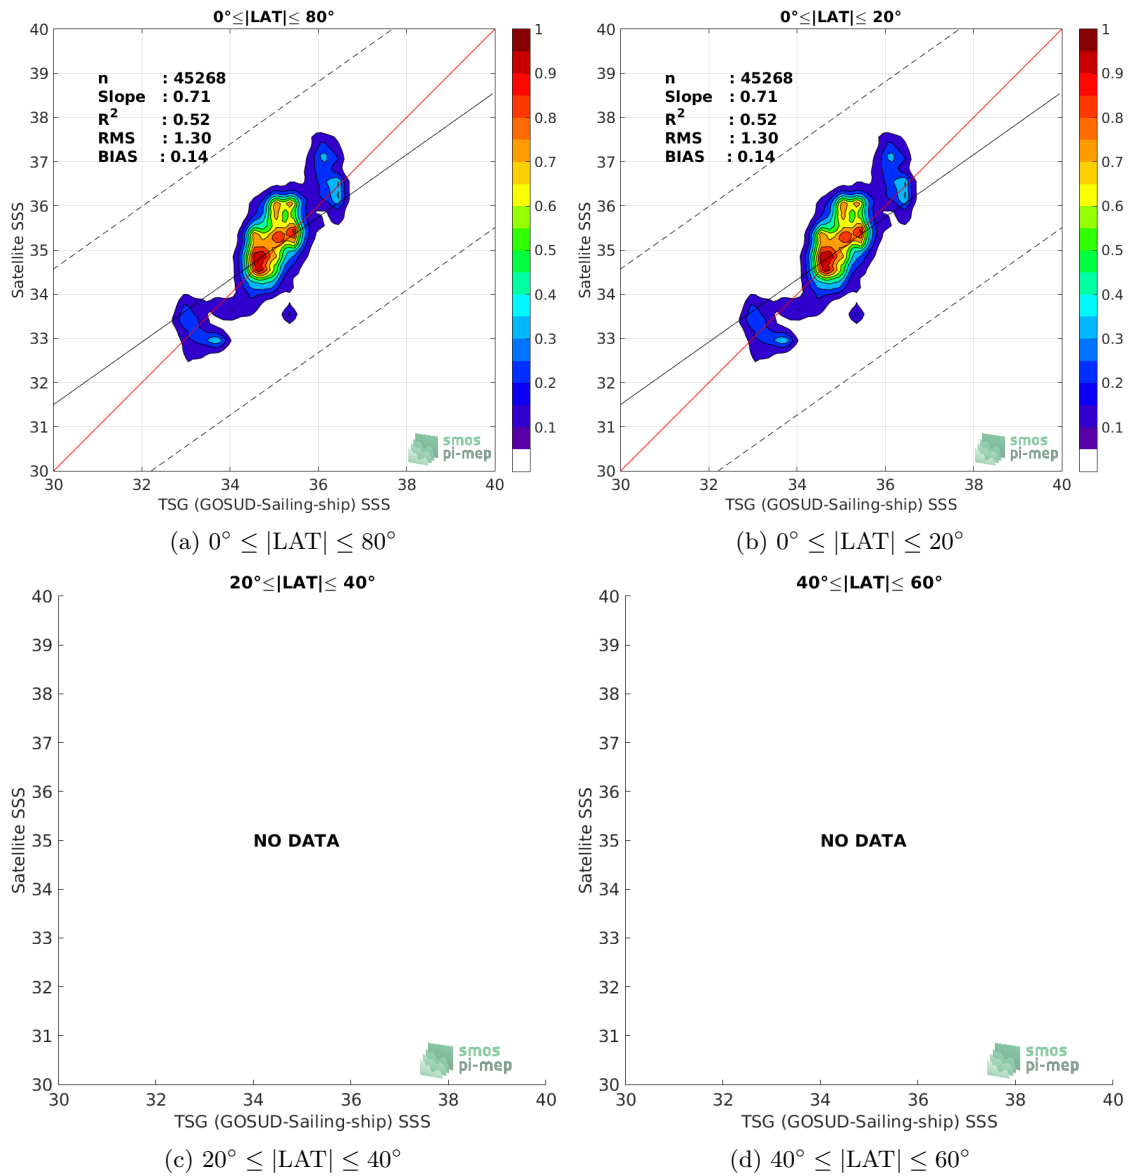 0°≤|LAT|≤ 80°
40
39
38
37
36
35
34
33
32
31
30
Satellite SSS
n : 45268
Slope : 0.71
R² : 0.52
RMS : 1.30
BIAS : 0.14
1
0.9
0.8
0.7
0.6
0.5
0.4
0.3
0.2
0.1
smos
pi-mep
30 32 34 36 38 40
TSG (GOSUD-Sailing-ship) SSS
(a) 0° ≤ |LAT| ≤ 80°
0°≤|LAT|≤ 20°
40
39
38
37
36
35
34
33
32
31
30
Satellite SSS
n : 45268
Slope : 0.71
R² : 0.52
RMS : 1.30
BIAS : 0.14
1
0.9
0.8
0.7
0.6
0.5
0.4
0.3
0.2
0.1
smos
pi-mep
30 32 34 36 38 40
TSG (GOSUD-Sailing-ship) SSS
(b) 0° ≤ |LAT| ≤ 20°
20°≤|LAT|≤ 40°
40
39
38
37
36
35
34
33
32
31
30
Satellite SSS
NO DATA
smos
pi-mep
30 32 34 36 38 40
TSG (GOSUD-Sailing-ship) SSS
(c) 20° ≤ |LAT| ≤ 40°
40°≤|LAT|≤ 60°
40
39
38
37
36
35
34
33
32
31
30
Satellite SSS
NO DATA
smos
pi-mep
30 32 34 36 38 40
TSG (GOSUD-Sailing-ship) SSS
(d) 40° ≤ |LAT| ≤ 60°